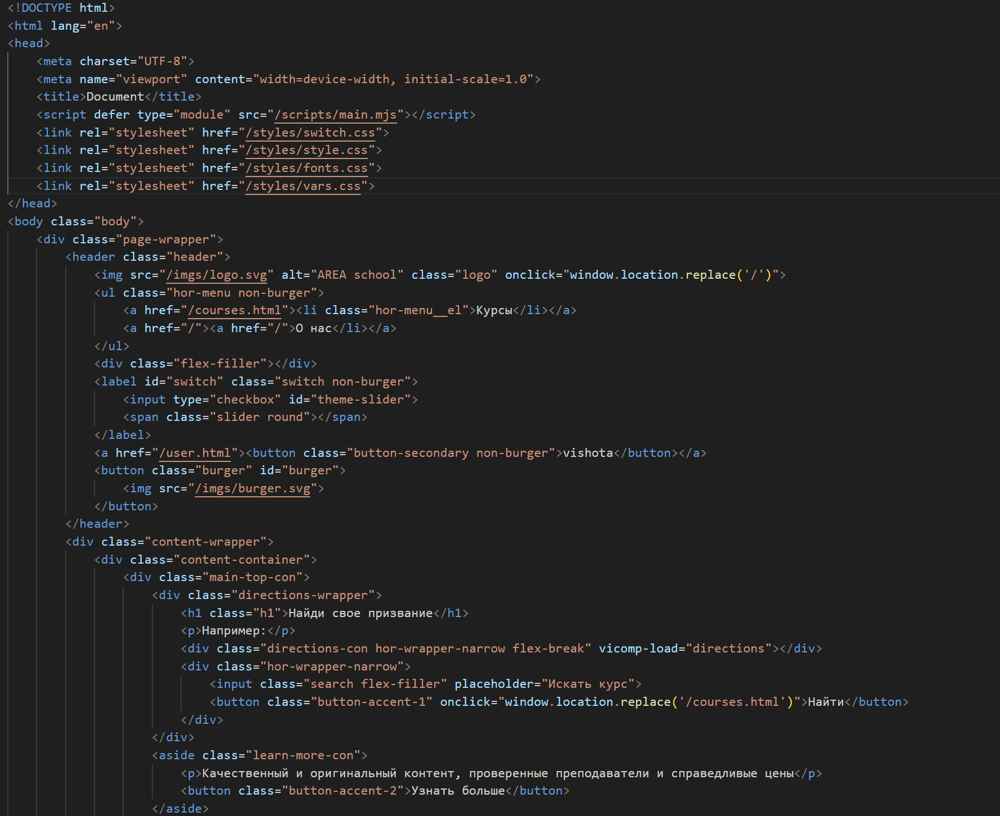 <!DOCTYPE html>
<html lang="en">
<head>
    <meta charset="UTF-8">
    <meta name="viewport" content="width=device-width, initial-scale=1.0">
    <title>Document</title>
    <script defer type="module" src="/scripts/main.mjs"></script>
    <link rel="stylesheet" href="/styles/switch.css">
    <link rel="stylesheet" href="/styles/style.css">
    <link rel="stylesheet" href="/styles/fonts.css">
    <link rel="stylesheet" href="/styles/vars.css">
</head>
<body class="body">
    <div class="page-wrapper">
        <header class="header">
            <img src="/imgs/logo.svg" alt="AREA school" class="logo" onclick="window.location.replace('/')">
            <ul class="hor-menu non-burger">
                <a href="/courses.html"><li class="hor-menu__el">Курсы</li></a>
                <a href="/"><a href="/">О нас</li></a>
            </ul>
            <div class="flex-filler"></div>
            <label id="switch" class="switch non-burger">
                <input type="checkbox" id="theme-slider">
                <span class="slider round"></span>
            </label>
            <a href="/user.html"><button class="button-secondary non-burger">vishota</button></a>
            <button class="burger" id="burger">
                <img src="/imgs/burger.svg">
            </button>
        </header>
        <div class="content-wrapper">
            <div class="content-container">
                <div class="main-top-con">
                    <div class="directions-wrapper">
                        <h1 class="h1">Найди свое призвание</h1>
                        <p>Например:</p>
                        <div class="directions-con hor-wrapper-narrow flex-break" vicomp-load="directions"></div>
                        <div class="hor-wrapper-narrow">
                            <input class="search flex-filler" placeholder="Искать курс">
                            <button class="button-accent-1" onclick="window.location.replace('/courses.html')">Найти</button>
                        </div>
                    </div>
                    <aside class="learn-more-con">
                        <p>Качественный и оригинальный контент, проверенные преподаватели и справедливые цены</p>
                        <button class="button-accent-2">Узнать больше</button>
                    </aside>